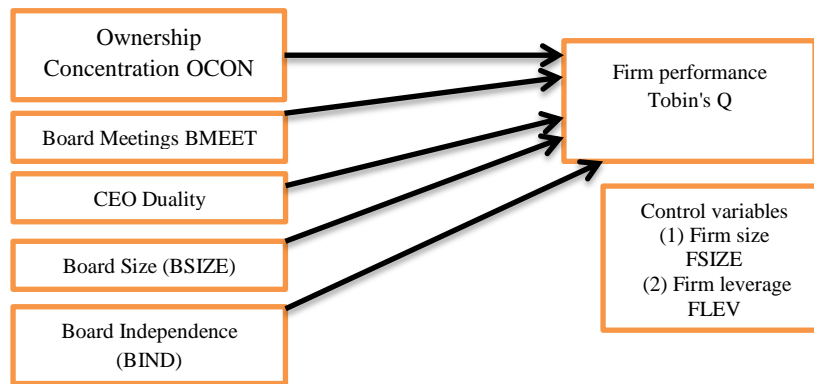 Ownership
Concentration OCON
Board Meetings BMEET
CEO Duality
Board Size (BSIZE)
Board Independence
(BIND)
Firm performance
Tobin's Q
Control variables
(1) Firm size
FSIZE
(2) Firm leverage
FLEV